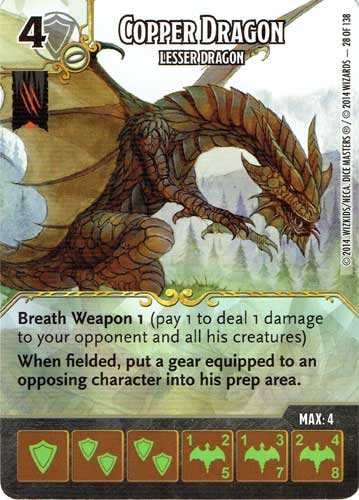 4
COPPER DRAGON
LESSER DRAGON
©2014 WIZKIDS/NECA. DICE MASTERS® / © 2014 WIZARDS — 28 OF 138
Breath Weapon 1 (pay 1 to deal 1 damage
to your opponent and all his creatures)
When fielded, put a gear equipped to an
opposing character into his prep area.
MAX: 4
1 2 5
1 3 7
2 4 8